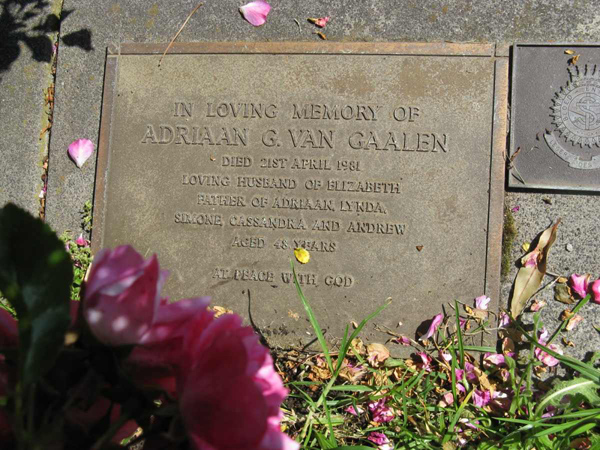 IN LOVING MEMORY OF
ADRIAAN G. VAN GAALEN
DIED 21ST APRIL 1981
LOVING HUSBAND OF ELIZABETH
FATHER OF ADRIAAN, LYNDA,
SIMONE, CASSANDRA AND ANDREW
AGED 48 YEARS
AT PEACE WITH GOD